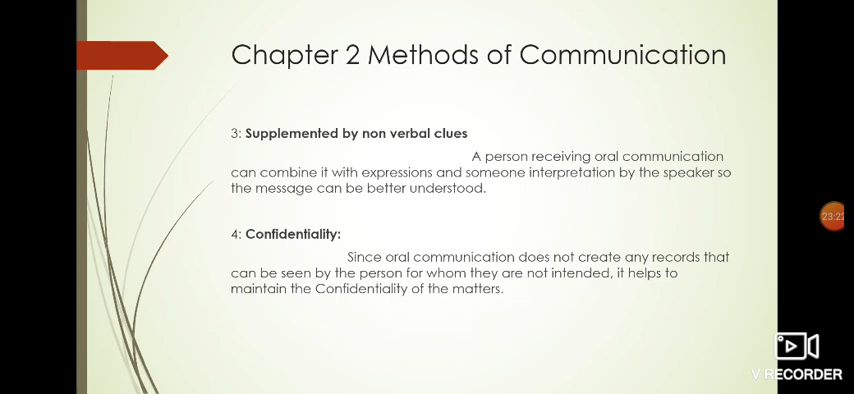 Chapter 2 Methods of Communication
3: Supplemented by non verbal clues
A person receiving oral communication
can combine it with expressions and someone interpretation by the speaker so
the message can be better understood.
4: Confidentiality:
Since oral communication does not create any records that
can be seen by the person for whom they are not intended, it helps to
maintain the Confidentiality of the matters.
23:22
V RECORDER